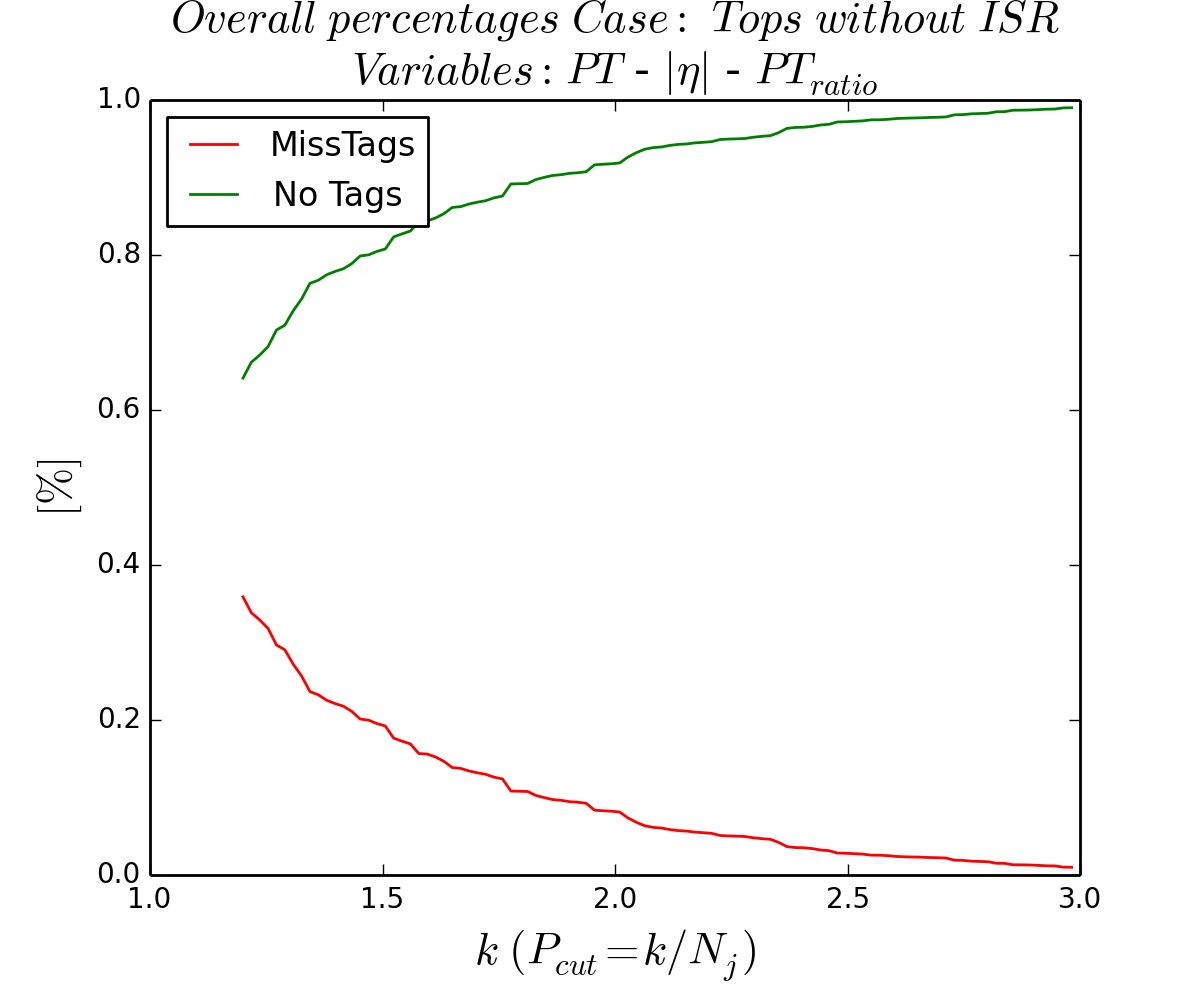 Overall percentages Case: Tops without ISR
Variables: PT - |η| - PT_ratio
1.0
MissTags
No Tags
0.8
0.6
[%]
0.4
0.2
0.0
1.0 1.5 2.0 2.5 3.0
k (P_cut = k/N_j)